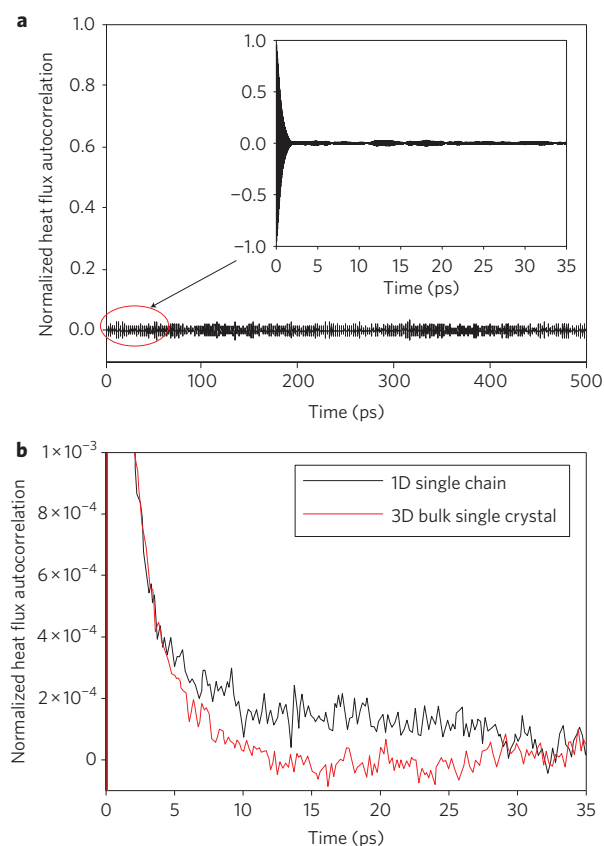 a
Normalized heat flux autocorrelation
1.0
0.8
0.6
0.4
0.2
0.0
0 100 200 300 400 500
Time (ps)
1.0
0.5
0.0
−0.5
−1.0
0 5 10 15 20 25 30 35
Time (ps)
b
Normalized heat flux autocorrelation
1 × 10⁻³
8 × 10⁻⁴
6 × 10⁻⁴
4 × 10⁻⁴
2 × 10⁻⁴
0
1D single chain
3D bulk single crystal
0 5 10 15 20 25 30 35
Time (ps)